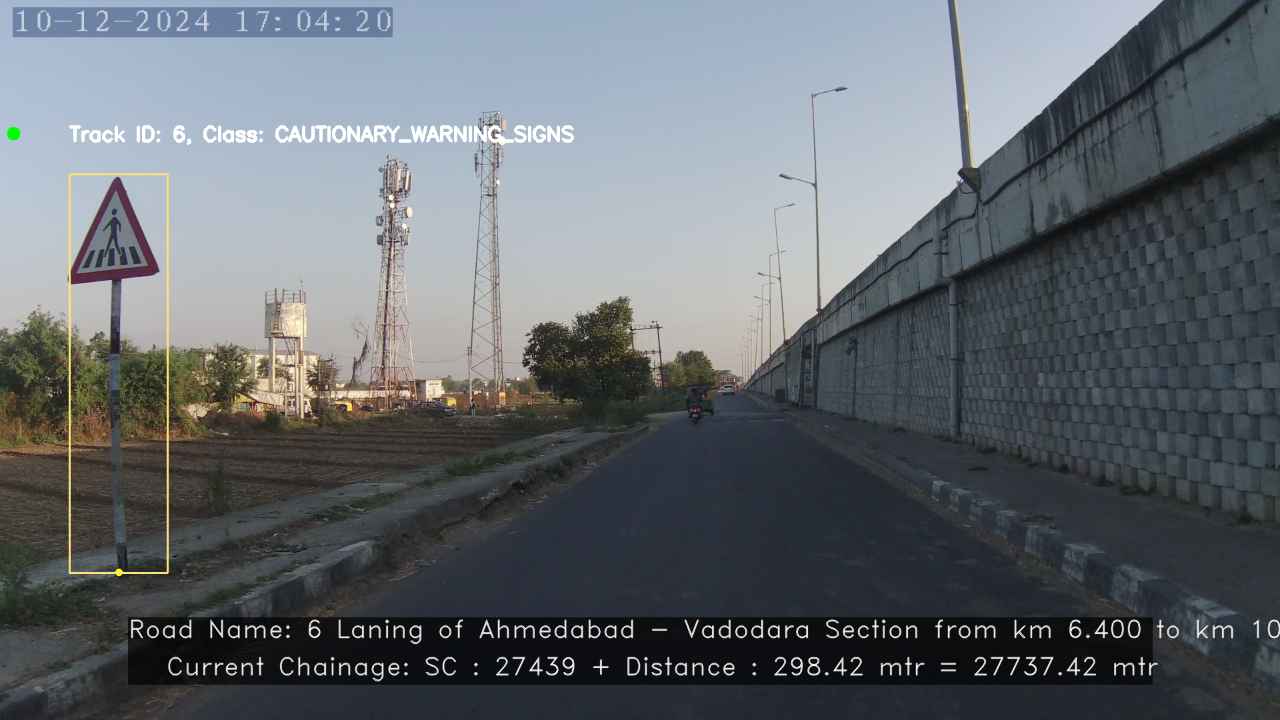 10-12-2024 17:04:20
Track ID: 6, Class: CAUTIONARY_WARNING_SIGNS
Road Name: 6 Laning of Ahmedabad - Vadodara Section from km 6.400 to km 10
Current Chainage: SC : 27439 + Distance : 298.42 mtr = 27737.42 mtr